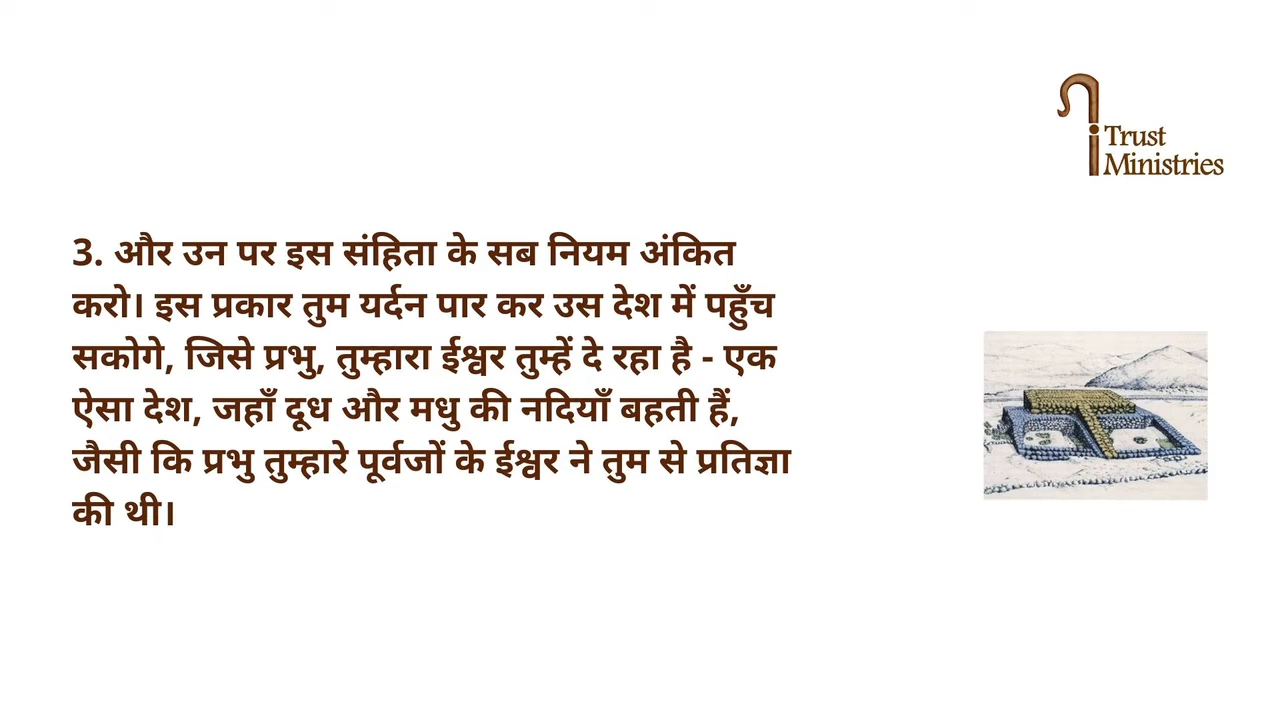 Trust
Ministries
3. और उन पर इस संहिता के सब नियम अंकित
करो। इस प्रकार तुम यर्दन पार कर उस देश में पहुँच
सकोगे, जिसे प्रभु, तुम्हारा ईश्वर तुम्हें दे रहा है - एक
ऐसा देश, जहाँ दूध और मधु की नदियाँ बहती हैं,
जैसी कि प्रभु तुम्हारे पूर्वजों के ईश्वर ने तुम से प्रतिज्ञा
की थी।